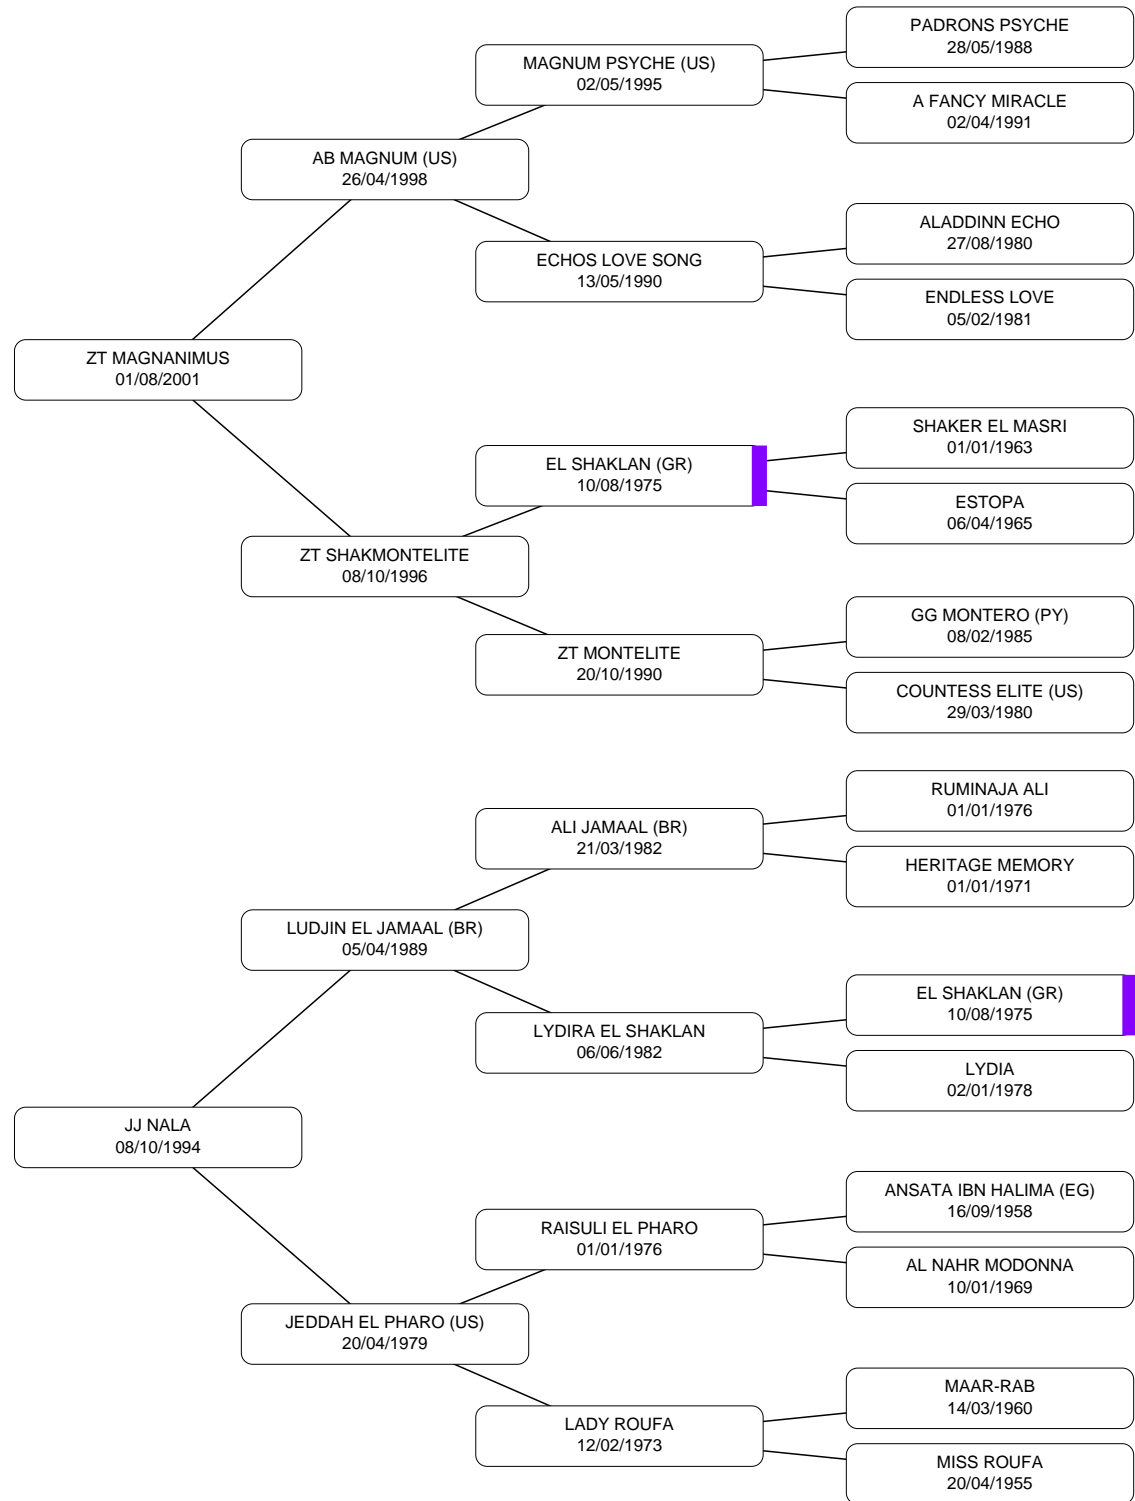 PADRONS PSYCHE
28/05/1988
MAGNUM PSYCHE (US)
02/05/1995
A FANCY MIRACLE
02/04/1991
AB MAGNUM (US)
26/04/1998
ALADDINN ECHO
27/08/1980
ECHOS LOVE SONG
13/05/1990
ENDLESS LOVE
05/02/1981
ZT MAGNANIMUS
01/08/2001
SHAKER EL MASRI
01/01/1963
EL SHAKLAN (GR)
10/08/1975
ESTOPA
06/04/1965
ZT SHAKMONTELITE
08/10/1996
GG MONTERO (PY)
08/02/1985
ZT MONTELITE
20/10/1990
COUNTESS ELITE (US)
29/03/1980
RUMINAJA ALI
01/01/1976
ALI JAMAAL (BR)
21/03/1982
HERITAGE MEMORY
01/01/1971
LUDJIN EL JAMAAL (BR)
05/04/1989
EL SHAKLAN (GR)
10/08/1975
LYDIRA EL SHAKLAN
06/06/1982
LYDIA
02/01/1978
JJ NALA
08/10/1994
ANSATA IBN HALIMA (EG)
16/09/1958
RAISULI EL PHARO
01/01/1976
AL NAHR MODONNA
10/01/1969
JEDDAH EL PHARO (US)
20/04/1979
MAAR-RAB
14/03/1960
LADY ROUFA
12/02/1973
MISS ROUFA
20/04/1955